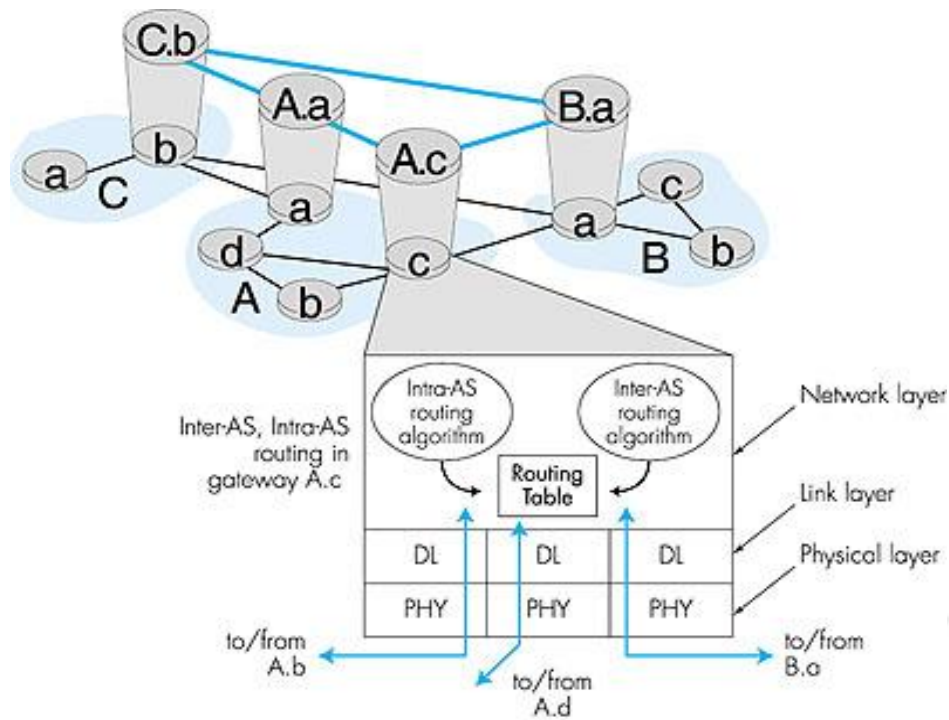 C.b
A.a
B.a
A.c
b
a
C
c
a
a
d
c
b
B
A
b
Intra-AS
routing
algorithm
Inter-AS
routing
algorithm
Network layer
Inter-AS, Intra-AS
routing in
gateway A.c
Routing
Table
Link layer
DL
DL
DL
Physical layer
PHY
PHY
PHY
to/from
A.b
to/from
A.d
to/from
B.a